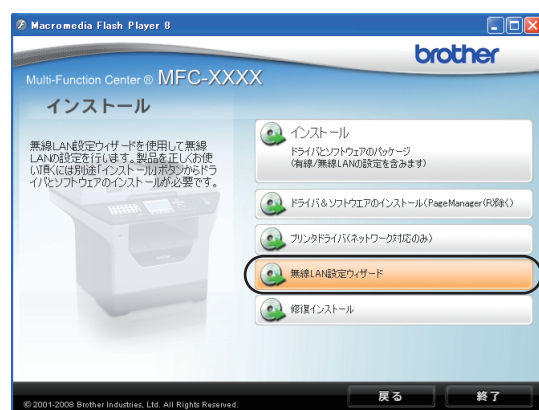 Macromedia Flash Player 8
brother
Multi-Function Center ® MFC-XXXX
インストール
無線LAN設定ウィザードを使用して無線
LANの設定を行います。製品を正しくお使
い頂くには別途「インストール」ボタンからドラ
イバとソフトウェアのインストールが必要です。
インストール
ドライバとソフトウェアのパッケージ
(有線/無線LANの設定を含みます)
ドライバ&ソフトウェアのインストール(PageManager(R)除く)
プリンタドライバ(ネットワーク対応のみ)
無線LAN設定ウィザード
修復インストール
戻る
終了
© 2001-2008 Brother Industries, Ltd. All Rights Reserved.